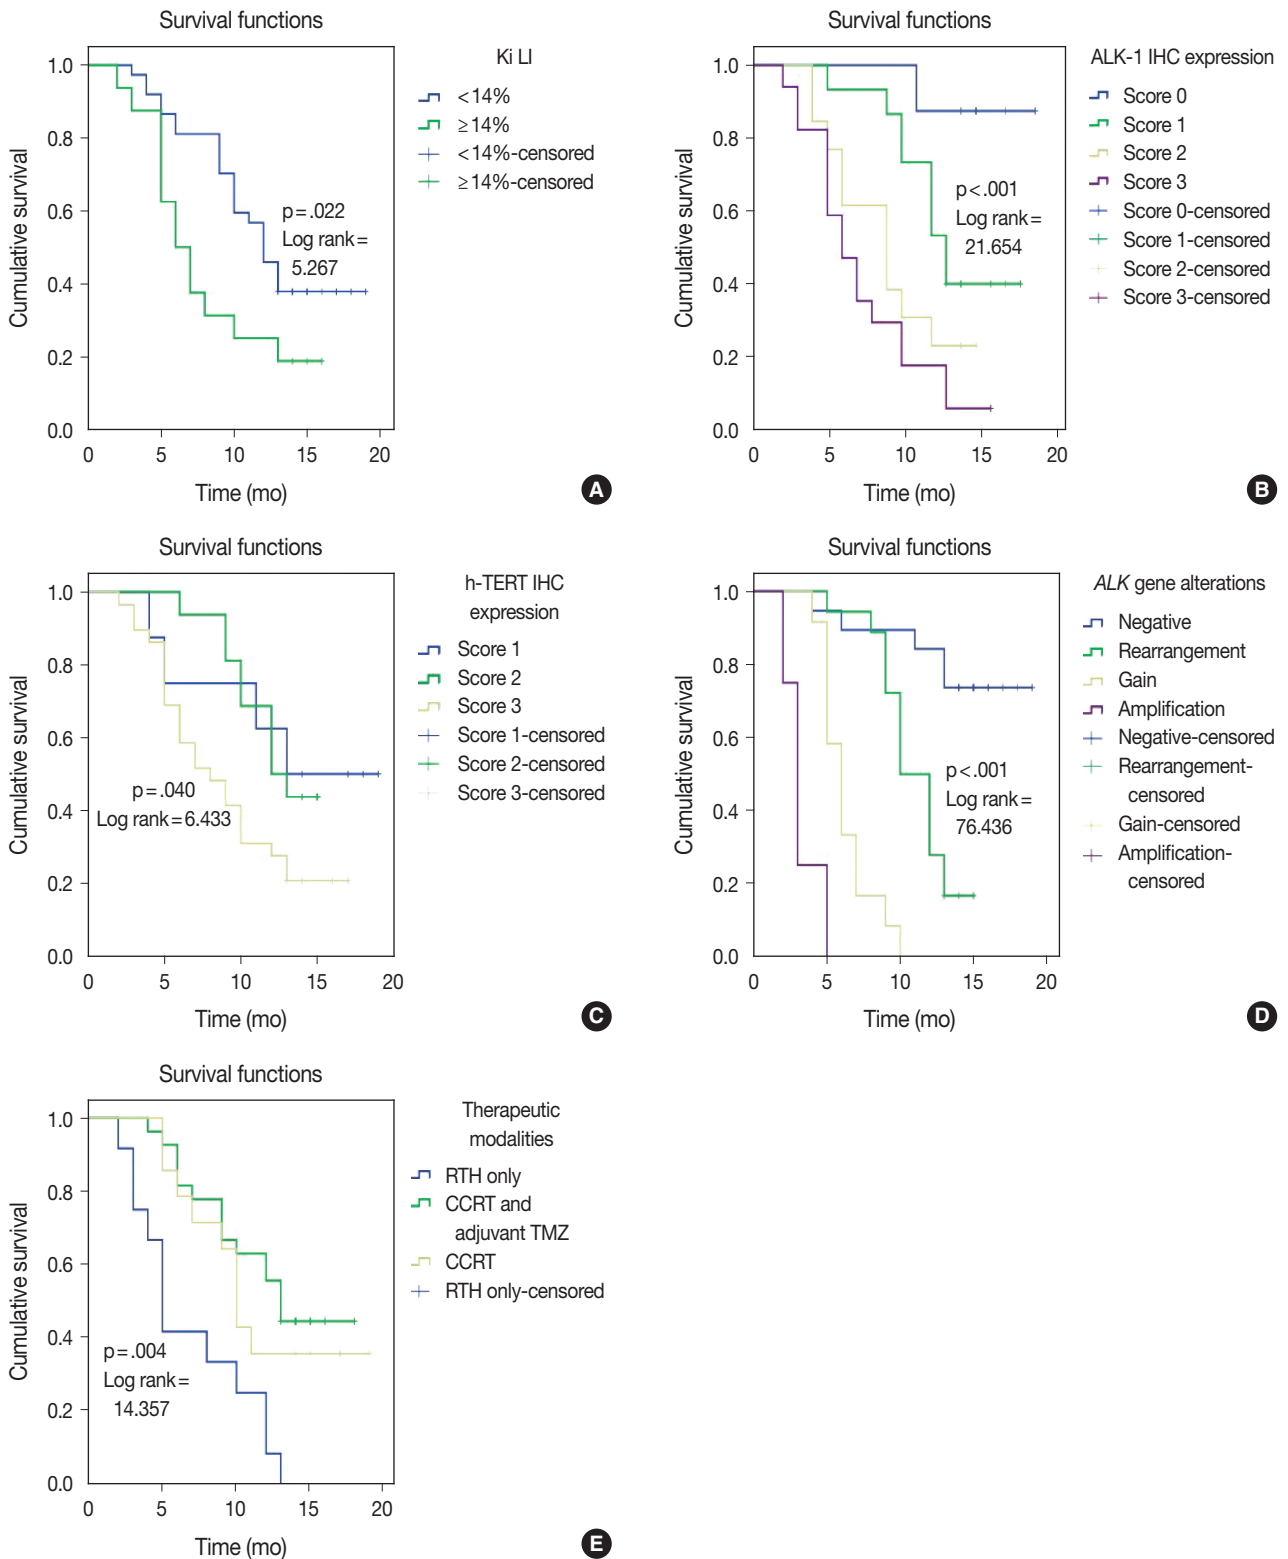 Survival functions
Cumulative survival
1.0
0.8
0.6
0.4
0.2
0.0
0
5
10
15
20
Time (mo)
p=.022
Log rank=
5.267
Ki LI
<14%
≥14%
<14%-censored
≥14%-censored
A
Survival functions
Cumulative survival
1.0
0.8
0.6
0.4
0.2
0.0
0
5
10
15
20
Time (mo)
p<.001
Log rank=
21.654
ALK-1 IHC expression
Score 0
Score 1
Score 2
Score 3
Score 0-censored
Score 1-censored
Score 2-censored
Score 3-censored
B
Survival functions
Cumulative survival
1.0
0.8
0.6
0.4
0.2
0.0
0
5
10
15
20
Time (mo)
p=.040
Log rank=6.433
h-TERT IHC
expression
Score 1
Score 2
Score 3
Score 1-censored
Score 2-censored
Score 3-censored
C
Survival functions
Cumulative survival
1.0
0.8
0.6
0.4
0.2
0.0
0
5
10
15
20
Time (mo)
p<.001
Log rank=
76.436
ALK gene alterations
Negative
Rearrangement
Gain
Amplification
Negative-censored
Rearrangement-
censored
Gain-censored
Amplification-
censored
D
Survival functions
Cumulative survival
1.0
0.8
0.6
0.4
0.2
0.0
0
5
10
15
20
Time (mo)
p=.004
Log rank=
14.357
Therapeutic
modalities
RTH only
CCRT and
adjuvant TMZ
CCRT
RTH only-censored
E